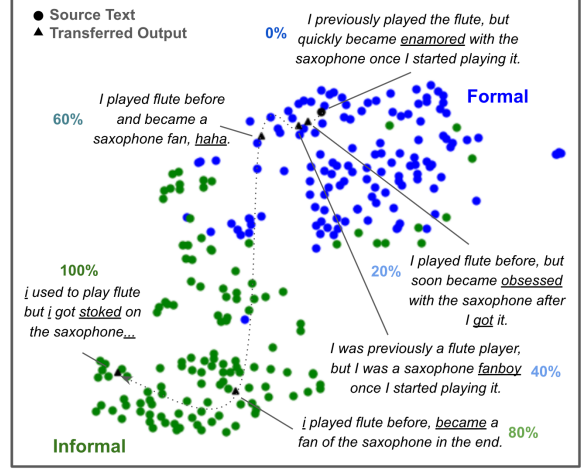 Source Text
Transferred Output
0%
I previously played the flute, but
quickly became enamored with the
saxophone once I started playing it.
Formal
60%
I played flute before
and became a
saxophone fan, haha.
100%
i used to play flute
but i got stoked on
the saxophone...
20%
I played flute before, but
soon became obsessed
with the saxophone after
I got it.
I was previously a flute player,
but I was a saxophone fanboy
once I started playing it.
40%
i played flute before, became a
fan of the saxophone in the end.
80%
Informal